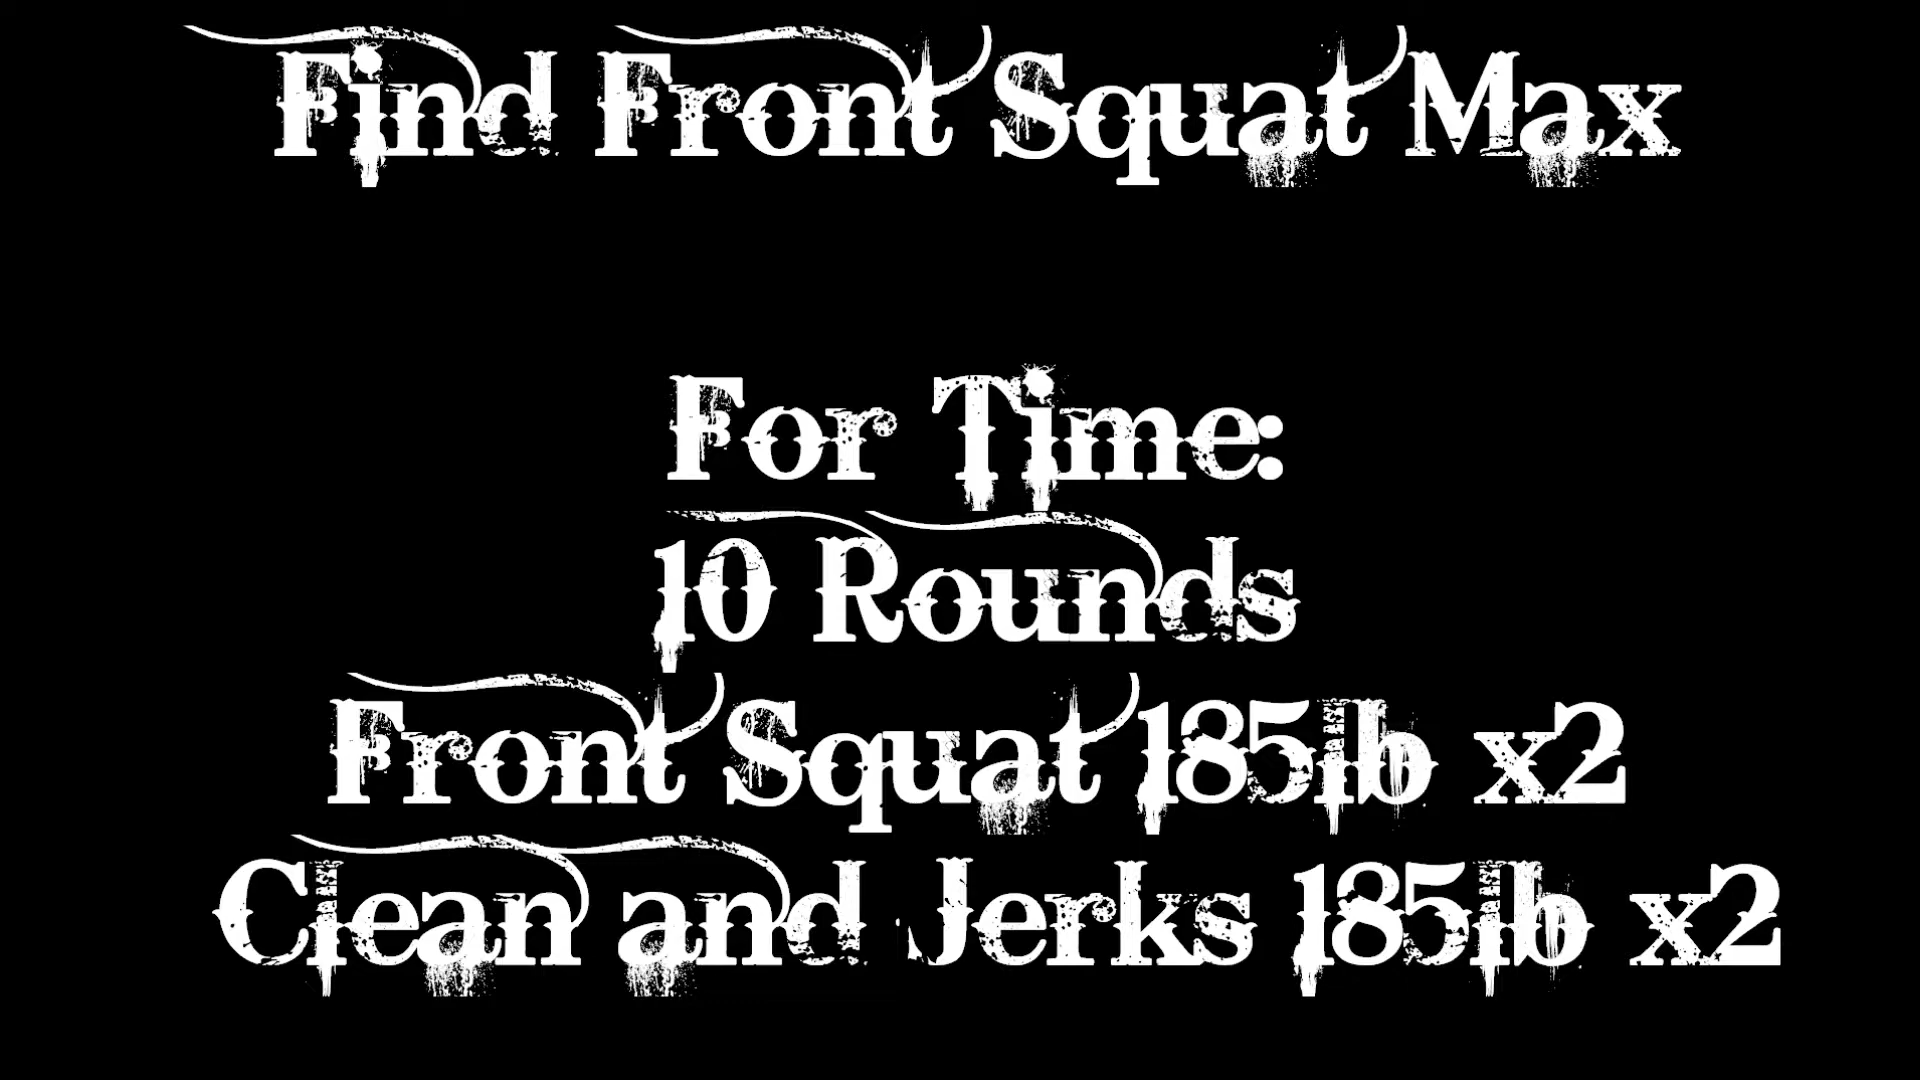 Find Front Squat Max
For Time:
10 Rounds
Front Squat 185lb x2
Clean and Jerks 185lb x2